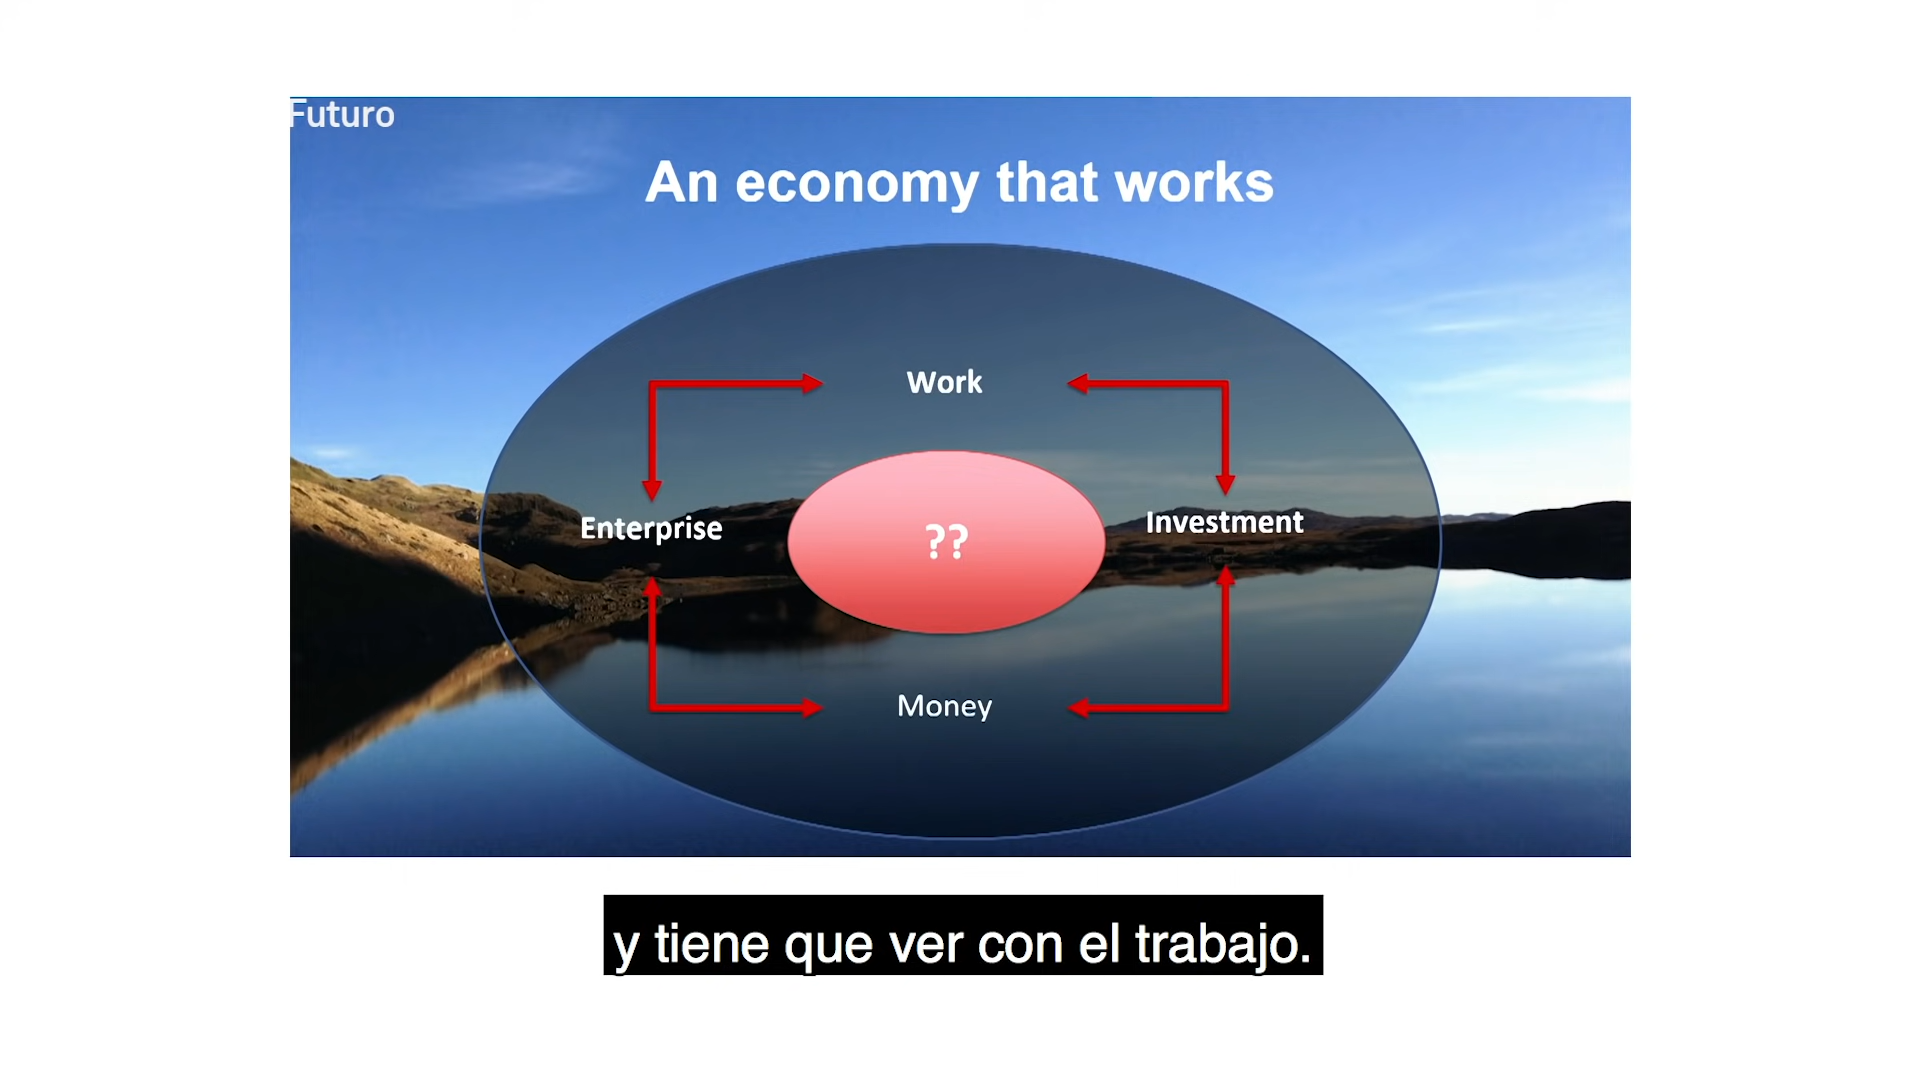 Futuro
An economy that works
Work
Enterprise
??
Investment
Money
y tiene que ver con el trabajo.